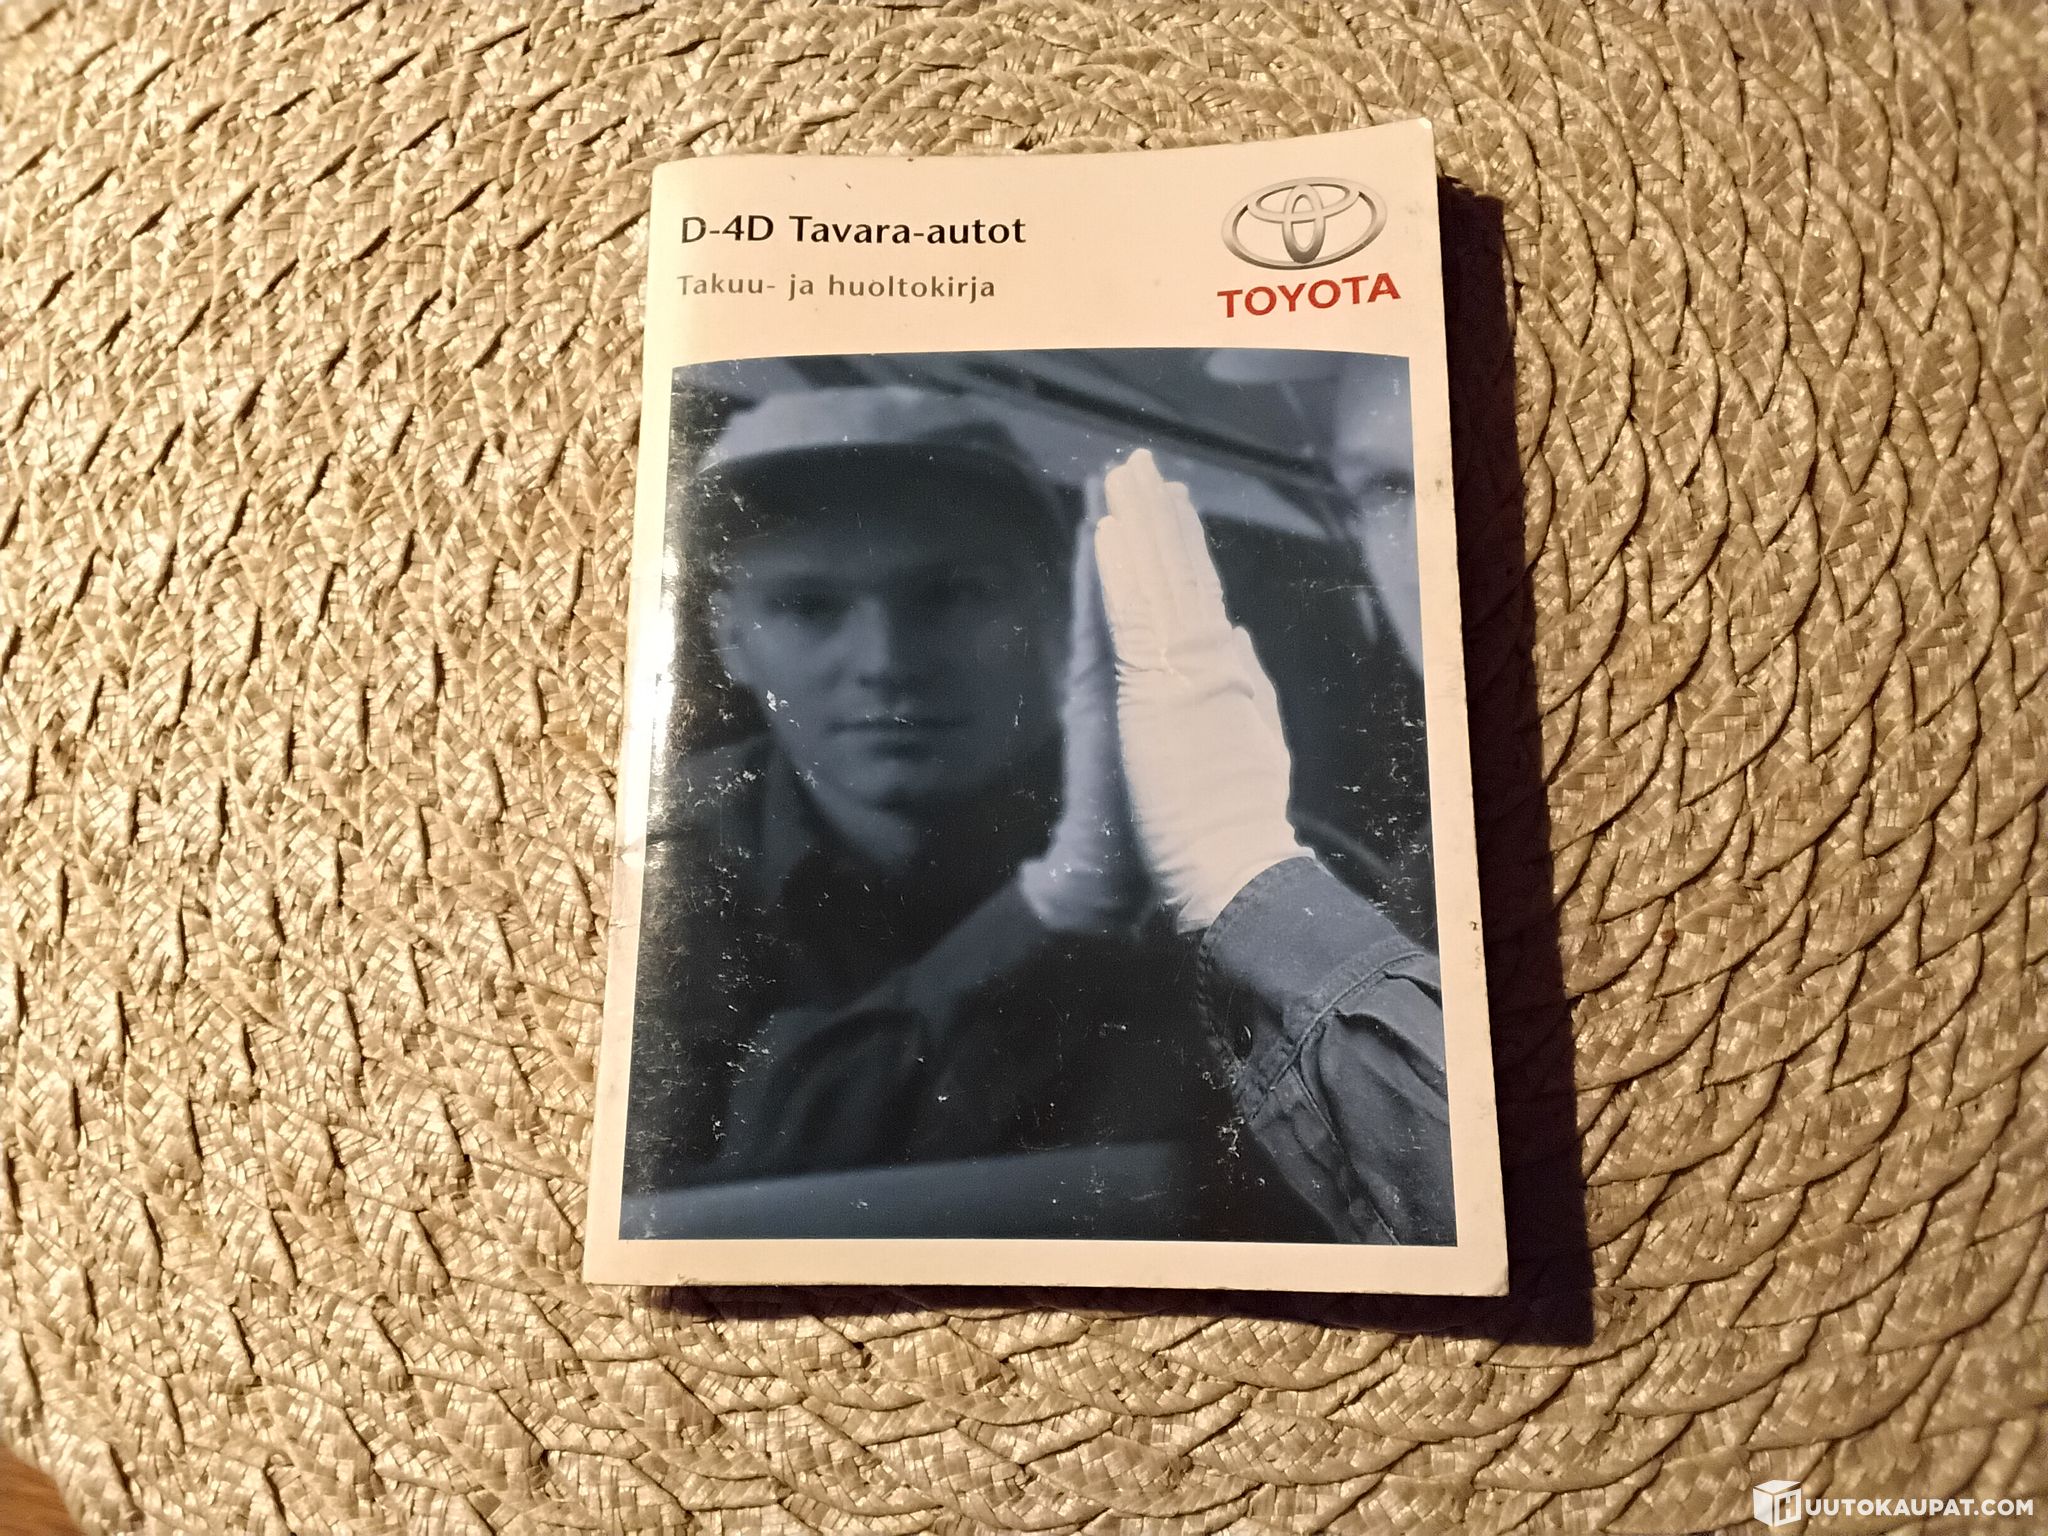 D-4D Tavara-autot
Takuu- ja huoltokirja
TOYOTA
HUUTOKAUPAT.COM